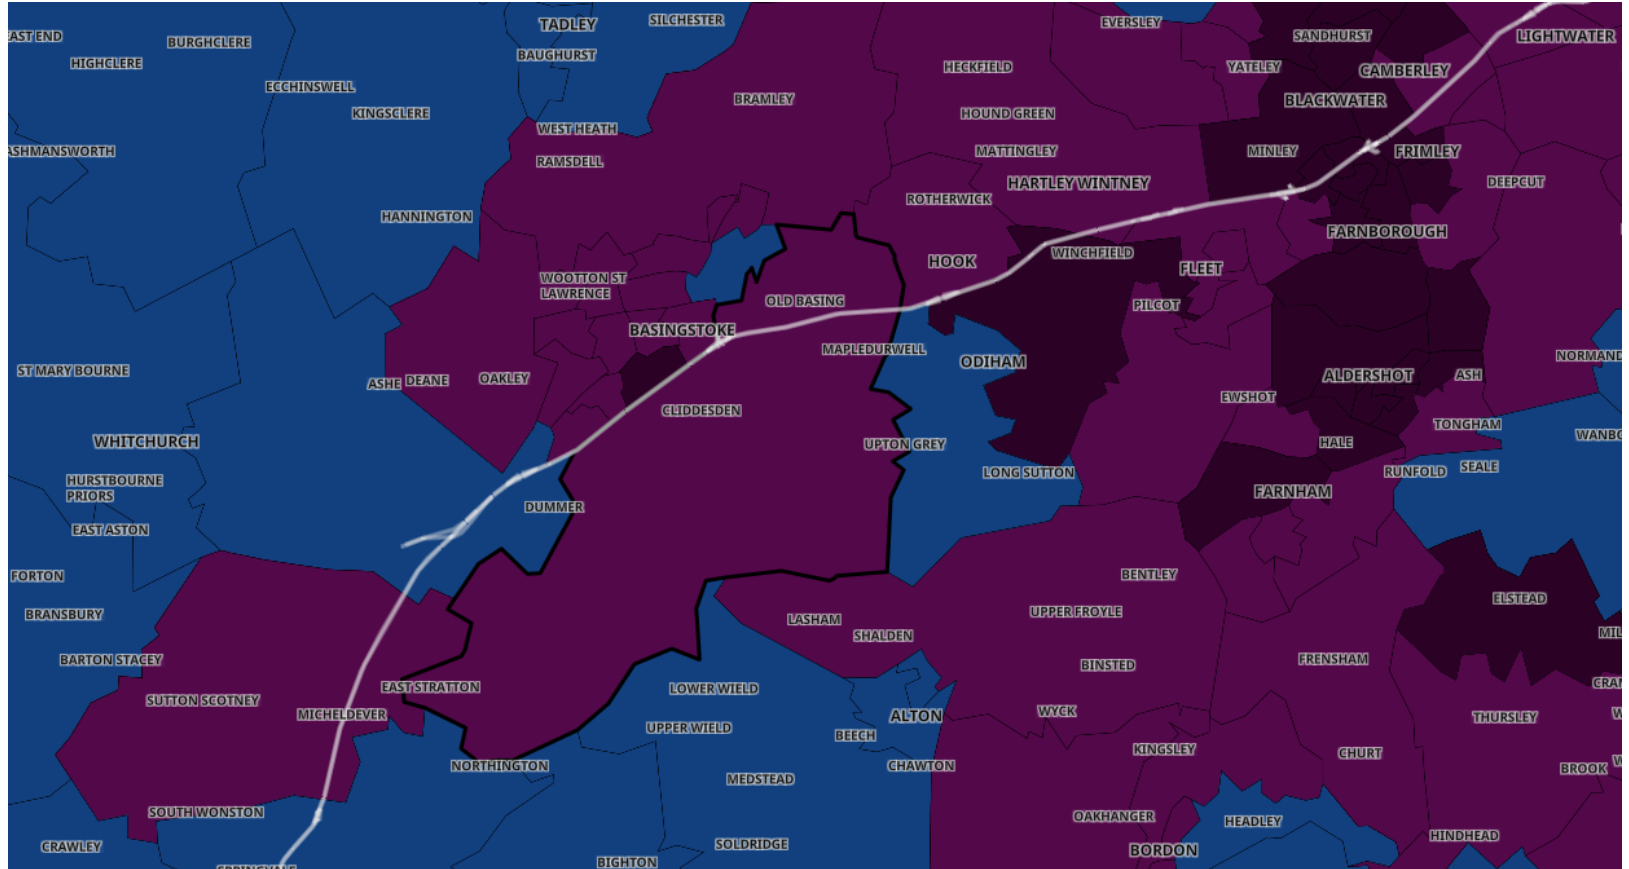 TADLEY
SILCHESTER
EVERSLEY
SANDHURST
LIGHTWATER
BURGHCLERE
BAUGHURST
HIGHCLERE
HECKFIELD
YATELEY
CAMBERLEY
ECCHINSWELL
KINGSCLERE
BRAMLEY
BLACKWATER
HOUND GREEN
WEST HEATH
ASHMANSWORTH
RAMSDELL
MATTINGLEY
MINLEY
FRIMLEY
HARTLEY WINTNEY
DEEPCUT
ROTHERWICK
HANNINGTON
FARNBOROUGH
WINCHFIELD
HOOK
FLEET
WOOTTON ST
LAWRENCE
OLD BASING
PILCOT
BASINGSTOKE
MAPLEDURWELL
ODIHAM
NORMAND
ST MARY BOURNE
ASHE
DEANE
OAKLEY
ALDERSHOT
ASH
EWSHOT
CLIDDESDEN
TONGHAM
WHITCHURCH
UPTON GREY
HALE
WANBO
LONG SUTTON
RUNFOLD
SEALE
HURSTBOURNE
PRIORS
FARNHAM
DUMMER
EAST ASTON
FORTON
BENTLEY
ELSTEAD
BRANSBURY
LASHAM
UPPER FROYLE
SHALDEN
MIL
BARTON STACEY
BINSTED
FRENSHAM
EAST STRATTON
LOWER WIELD
CRAN
SUTTON SCOTNEY
MICHELDEVER
ALTON
WYCK
THURSLEY
UPPER WIELD
BEECH
KINGSLEY
CHURT
NORTHINGTON
CHAWTON
BROOK
MEDSTEAD
SOUTH WONSTON
OAKHANGER
HEADLEY
HINDHEAD
CRAWLEY
SOLDRIDGE
BORDON
BIGHTON